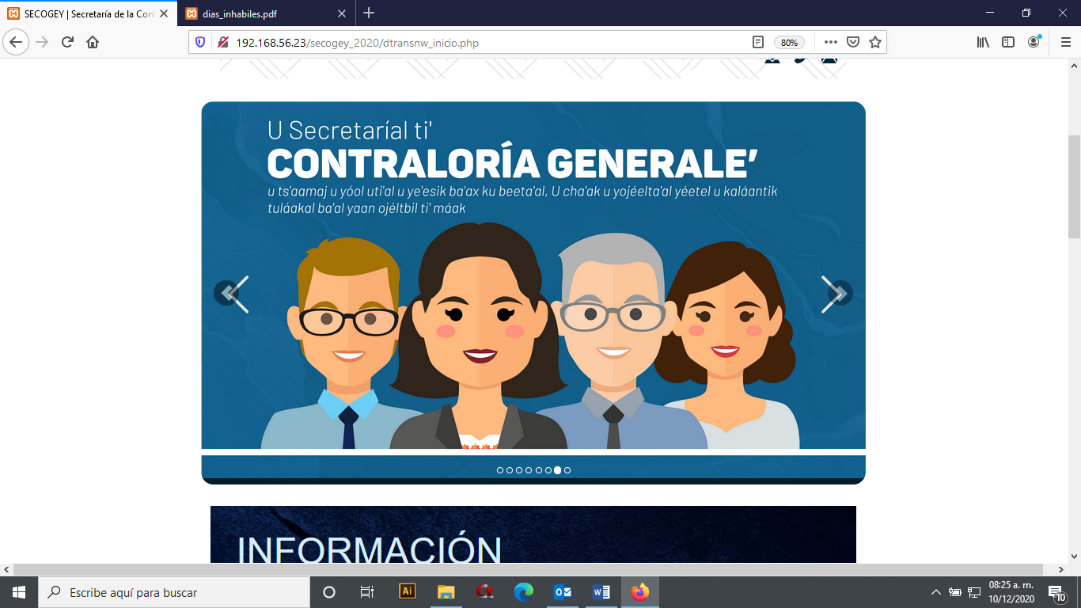 SECOGEY | Secretaría de la Con
dias_inhabiles.pdf
192.168.56.23/secogey_2020/dtransnw_inicio.php
80%
U Secretaríal ti'
CONTRALORÍA GENERALE’
u ts'aamaj u yóol uti'al u ye'esik ba'ax ku beeta'al, U cha'ak u yojéelta'al yéetel u kaláantik
tuláakal ba'al yaan ojéltbil ti' máak
INFORMACIÓN
Escribe aquí para buscar
Ai
08:25 a. m.
10/12/2020
10